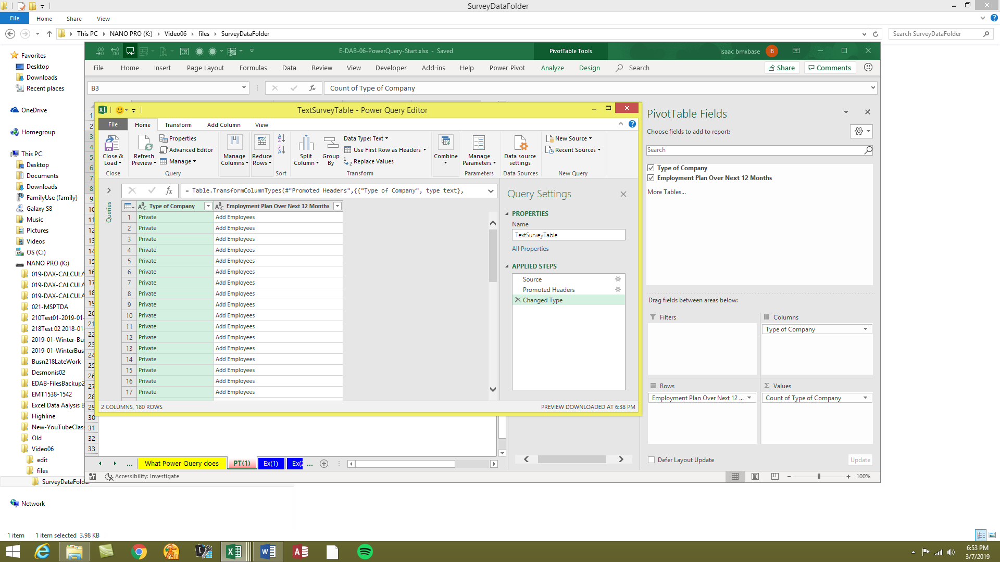 SurveyDataFolder
File Home Share View
This PC NANO PRO (K:) Video06 files SurveyDataFolder
Search SurveyDataFolder
Favorites
Desktop
Downloads
Recent places
OneDrive
Homegroup
This PC
Desktop
Documents
Downloads
FamilyUse (family)
Galaxy S8
Music
Pictures
Videos
OS (C:)
NANO PRO (K:)
019-DAX-CALCULA
019-DAX-CALCULA
019-DAX-CALCULA
021-MSPTDA
210Test01-2019-01-
218Test 02 2018-01-
2019-01-Winter-Bu
2019-01-WinterBus
Busn218LateWork
Desmonis02
EDAB-FilesBackup2
EMT1538-1542
Excel Data Aalysis B
Highline
New-YouTubeClass
Old
Video06
edit
files
SurveyDataFolder
Network
1 item 1 item selected 3.98 KB
E-DAB-06-PowerQuery-Start.xlsx - Saved
PivotTable Tools
isaac bmxbase IB
File Home Insert Page Layout Formulas Data Review View Developer Add-ins Help Power Pivot Analyze Design Search
Share Comments
B3 fx Count of Type of Company
1
2
3
4
5
6
7
8
9
10
11
12
13
14
15
16
17
18
19
20
21
22
23
24
25
26
27
28
29
30
31
32
33
TextSurveyTable - Power Query Editor
File Home Transform Add Column View
Close & Load
Close
Refresh Preview
Properties
Advanced Editor
Manage
Query
Manage Columns
Reduce Rows
Sort
Split Column
Group By
Data Type: Text
Use First Row as Headers
Replace Values
Transform
Combine
Manage Parameters
Parameters
Data source settings
Data Sources
New Source
Recent Sources
New Query
Queries
fx = Table.TransformColumnTypes(#"Promoted Headers",{{"Type of Company", type text},
Type of Company Employment Plan Over Next 12 Months
1 Private Add Employees
2 Private Add Employees
3 Private Add Employees
4 Private Add Employees
5 Private Add Employees
6 Private Add Employees
7 Private Add Employees
8 Private Add Employees
9 Private Add Employees
10 Private Add Employees
11 Private Add Employees
12 Private Add Employees
13 Private Add Employees
14 Private Add Employees
15 Private Add Employees
16 Private Add Employees
17 Private Add Employees
2 COLUMNS, 180 ROWS
PREVIEW DOWNLOADED AT 6:38 PM
Query Settings
PROPERTIES
Name
TextSurveyTable
All Properties
APPLIED STEPS
Source
Promoted Headers
Changed Type
PivotTable Fields
Choose fields to add to report:
Search
Type of Company
Employment Plan Over Next 12 Months
More Tables...
Drag fields between areas below:
Filters
Columns
Type of Company
Rows
Employment Plan Over Next 12 ...
Values
Count of Type of Company
Defer Layout Update
Update
... What Power Query does PT(1) Ex(1) Ex(2 ...
Accessibility: Investigate
100%
6:53 PM
3/7/2019